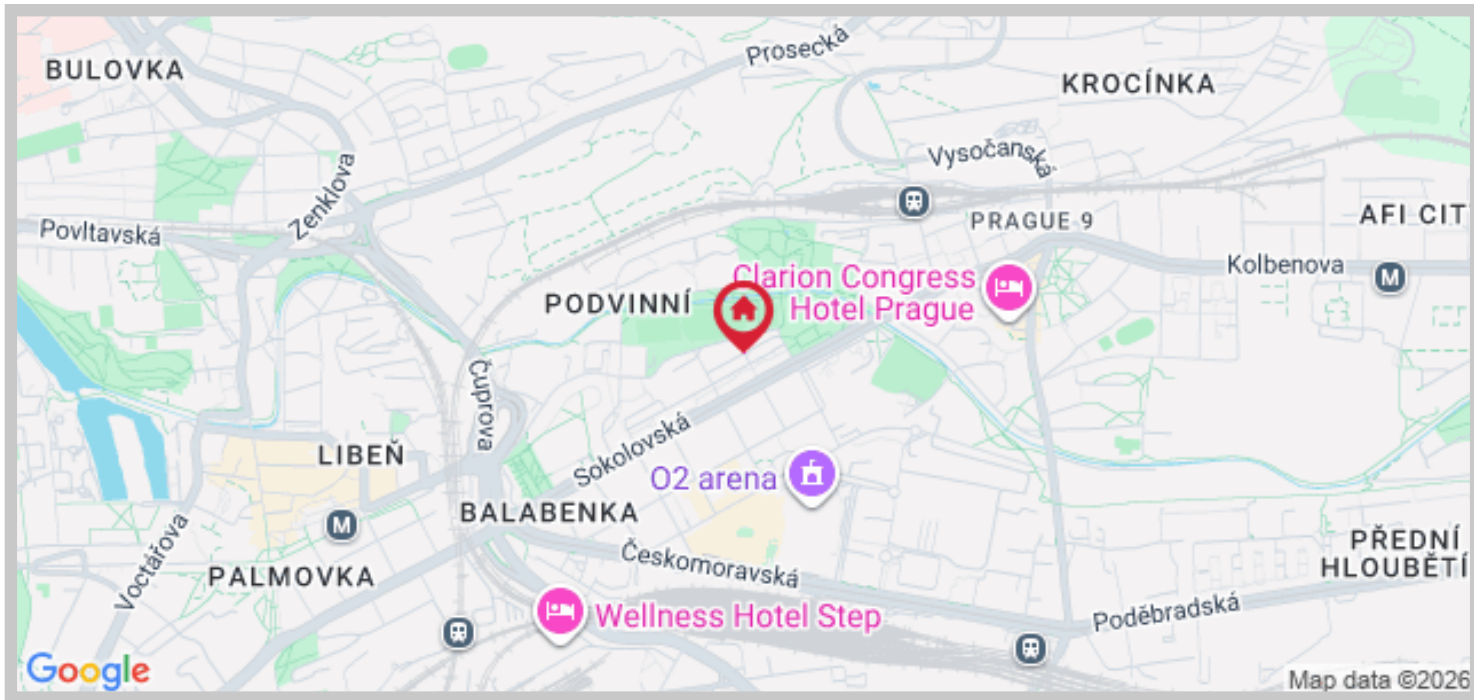 Prosecká
BULOVKA
KROCÍNKA
Vysočanská
Zenklova
PRAGUE 9
AFI CIT
Povltavská
Kolbenova
M
Clarion Congress
Hotel Prague
PODVINNÍ
Čuprova
Sokolovská
LIBEŇ
O2 arena
BALABENKA
M
PŘEDNÍ
HLOUBĚTÍ
Českomoravská
Voctářova
PALMOVKA
Poděbradská
Wellness Hotel Step
Google
Map data ©2026